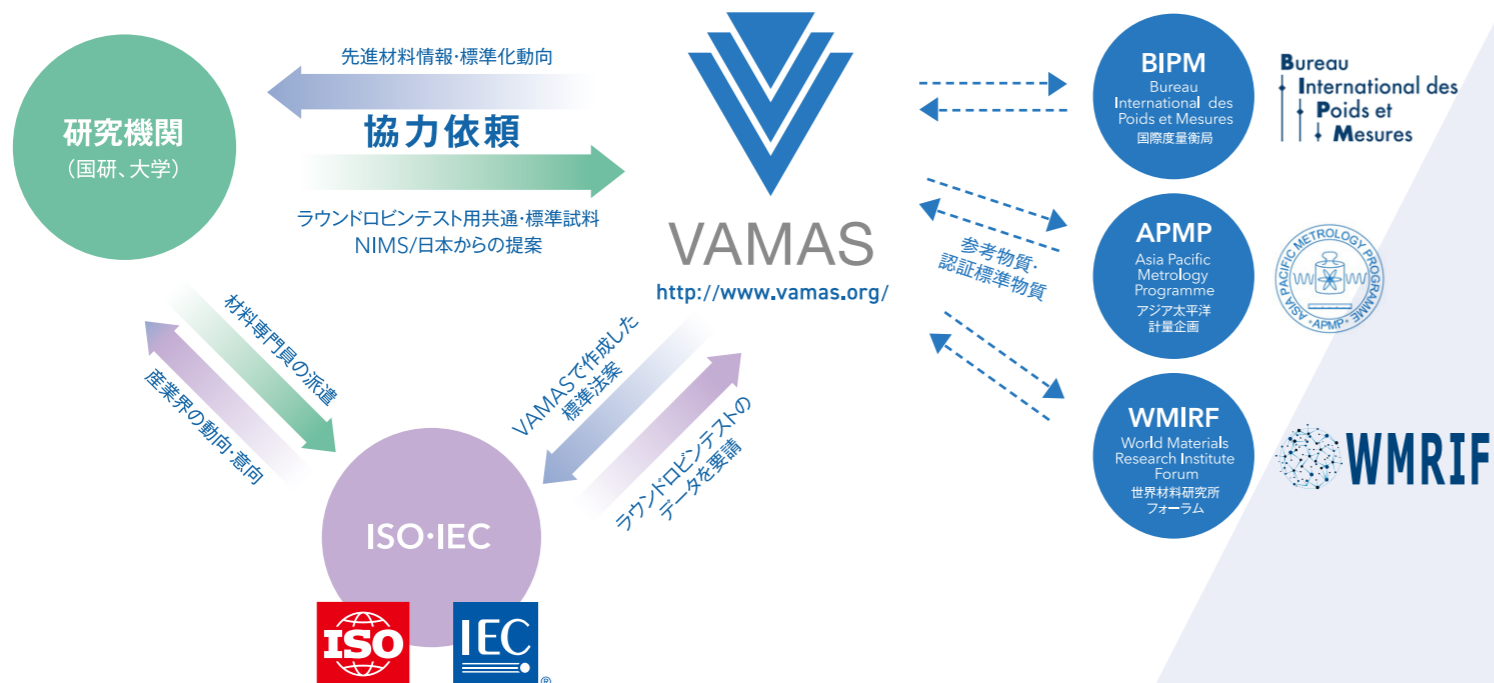 先進材料情報・標準化動向
協力依頼
ラウンドロビンテスト用共通・標準試料
NIMS/日本からの提案
研究機関
（国研、大学）
VAMAS
http://www.vamas.org/
BIPM
Bureau
International des
Poids et Mesures
国際度量衡局
Bureau
International des
Poids et
Mesures
参考物質・
認証標準物質
APMP
Asia Pacific
Metrology
Programme
アジア太平洋
計量企画
ASIA PACIFIC METROLOGY PROGRAMME
・APMP・
WMIRF
World Materials
Research Institute
Forum
世界材料研究所
フォーラム
WMRIF
材料専門員の派遣
産業界の動向・意向
VAMASで作成した
標準法案
ラウンドロビンテストの
データを要請
ISO・IEC
ISO
IEC
®